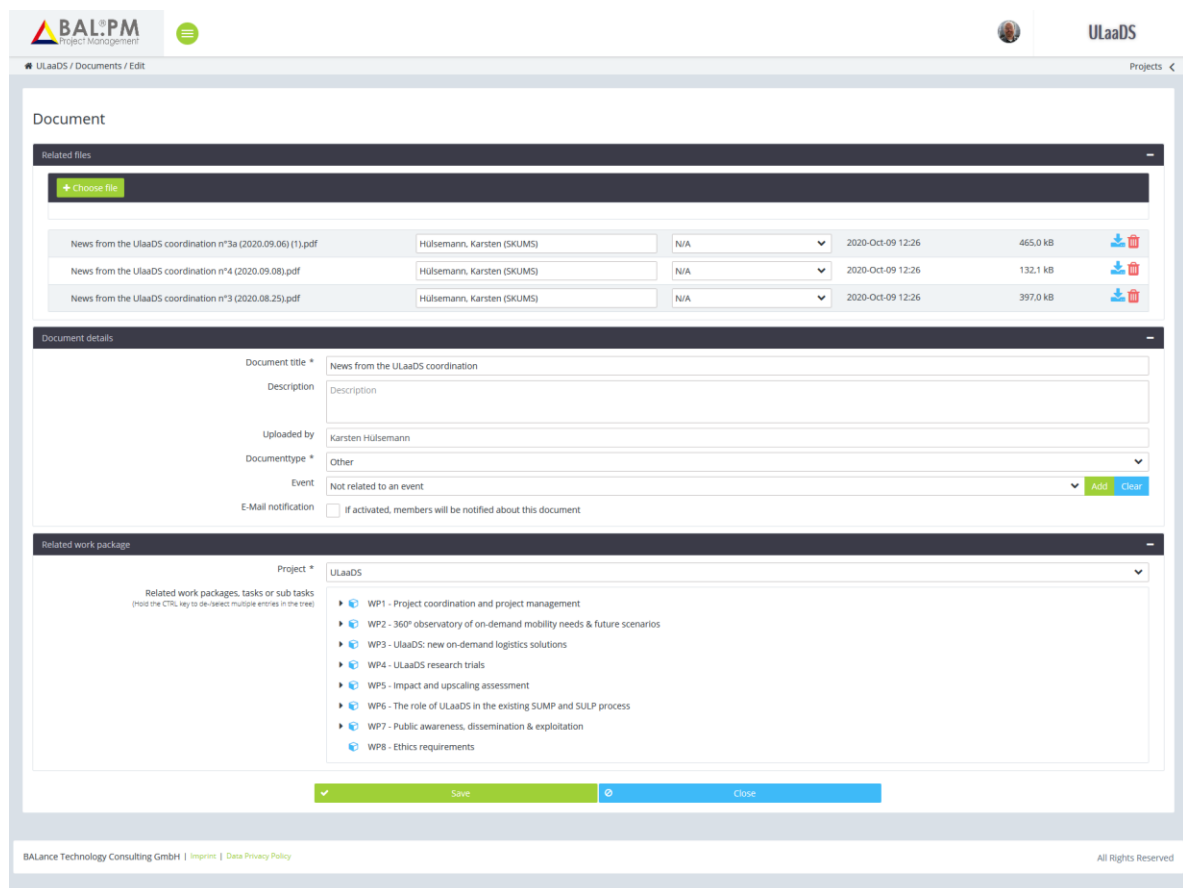 BAL.®PM
Project Management
ULaaDS
ULaaDS / Documents / Edit
Projects
Document
Related files
+ Choose file
News from the UlaaDS coordination n°3a (2020.09.06) (1).pdf Hülsemann, Karsten (SKUMS) N/A 2020-Oct-09 12:26 465,0 kB
News from the UlaaDS coordination n°4 (2020.09.08).pdf Hülsemann, Karsten (SKUMS) N/A 2020-Oct-09 12:26 132,1 kB
News from the UlaaDS coordination n°3 (2020.08.25).pdf Hülsemann, Karsten (SKUMS) N/A 2020-Oct-09 12:26 397,0 kB
Document details
Document title * News from the ULaaDS coordination
Description Description
Uploaded by Karsten Hülsemann
Documenttype * Other
Event Not related to an event Add Clear
E-Mail notification If activated, members will be notified about this document
Related work package
Project * ULaaDS
Related work packages, tasks or sub tasks
(Hold the CTRL key to de-/select multiple entries in the tree)
WP1 - Project coordination and project management
WP2 - 360º observatory of on-demand mobility needs & future scenarios
WP3 - UlaaDS: new on-demand logistics solutions
WP4 - ULaaDS research trials
WP5 - Impact and upscaling assessment
WP6 - The role of ULaaDS in the existing SUMP and SULP process
WP7 - Public awareness, dissemination & exploitation
WP8 - Ethics requirements
Save Close
BALance Technology Consulting GmbH | Imprint | Data Privacy Policy
All Rights Reserved